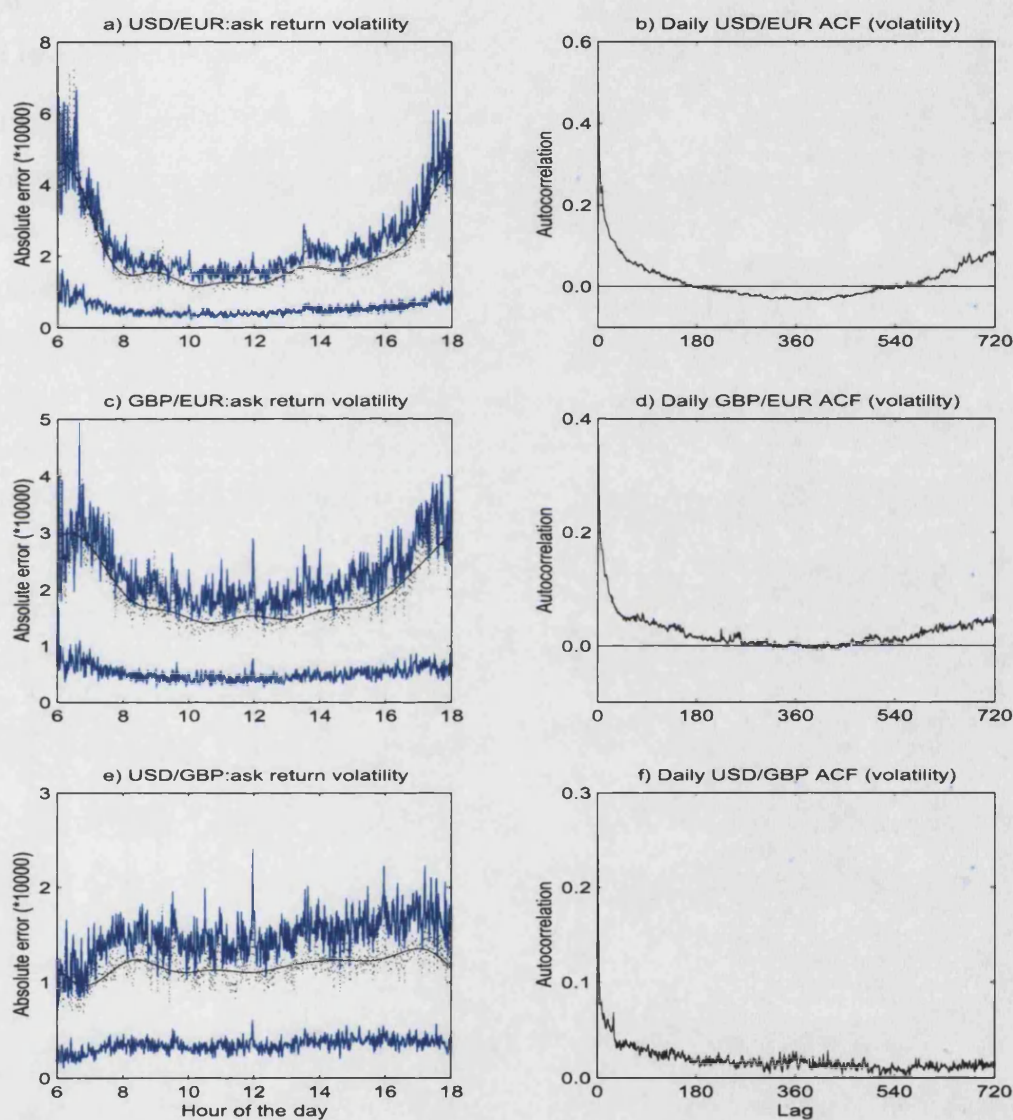 a) USD/EUR:ask return volatility
8
6
4
2
0
6 8 10 12 14 16 18
Absolute error (*10000)
b) Daily USD/EUR ACF (volatility)
0.6
0.4
0.2
0.0
0 180 360 540 720
Autocorrelation
c) GBP/EUR:ask return volatility
5
4
3
2
1
0
6 8 10 12 14 16 18
Absolute error (*10000)
d) Daily GBP/EUR ACF (volatility)
0.4
0.2
0.0
0 180 360 540 720
Autocorrelation
e) USD/GBP:ask return volatility
3
2
1
0
6 8 10 12 14 16 18
Absolute error (*10000)
Hour of the day
f) Daily USD/GBP ACF (volatility)
0.3
0.2
0.1
0.0
0 180 360 540 720
Autocorrelation
Lag